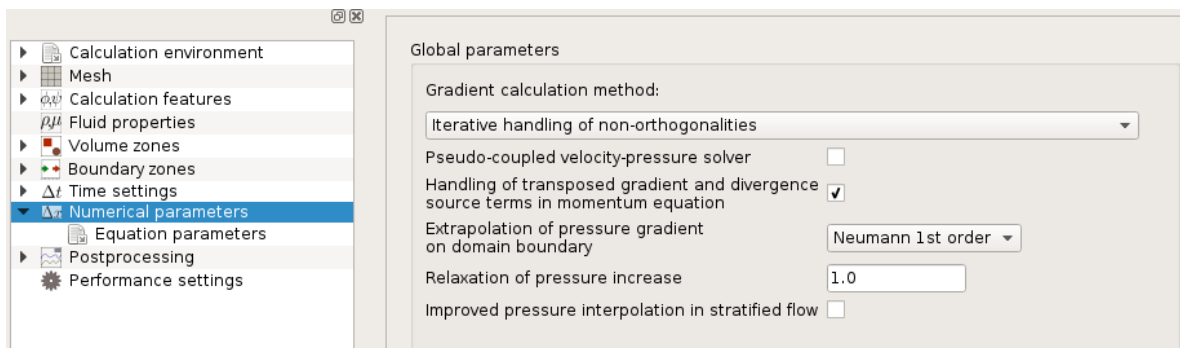 Calculation environment
Mesh
Calculation features
Fluid properties
Volume zones
Boundary zones
Δt Time settings
Numerical parameters
Equation parameters
Postprocessing
Performance settings
Global parameters
Gradient calculation method:
Iterative handling of non-orthogonalities
Pseudo-coupled velocity-pressure solver
Handling of transposed gradient and divergence
source terms in momentum equation
Extrapolation of pressure gradient
on domain boundary
Neumann 1st order
Relaxation of pressure increase
1.0
Improved pressure interpolation in stratified flow